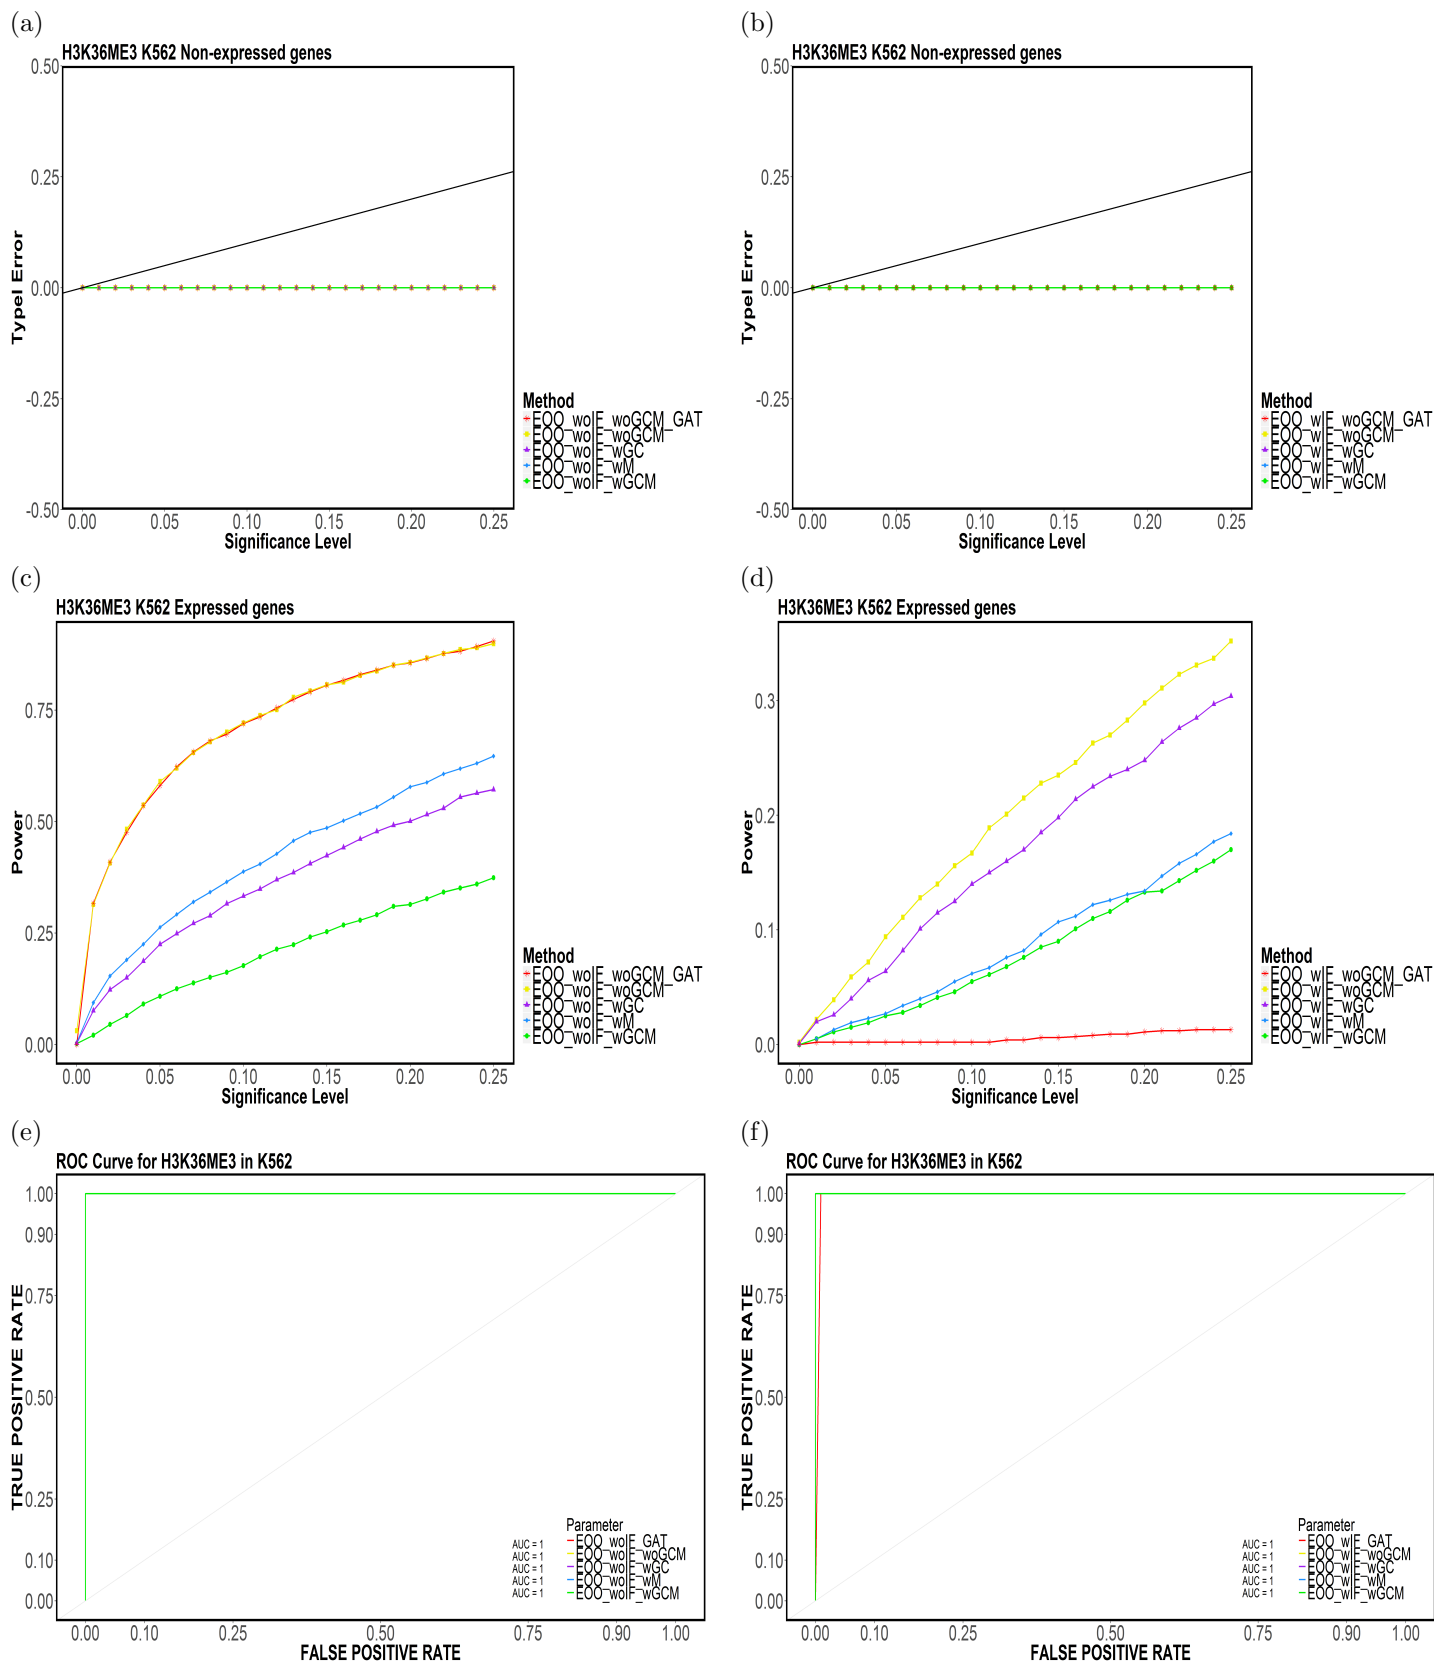 (a)
H3K36ME3 K562 Non-expressed genes
0.50
0.25
0.00
-0.25
-0.50
TypeI Error
0.00 0.05 0.10 0.15 0.20 0.25
Significance Level
Method
EOO_woIF_woGCM_GAT
EOO_woIF_woGCM
EOO_woIF_wGC
EOO_woIF_wM
EOO_woIF_wGCM
(b)
H3K36ME3 K562 Non-expressed genes
0.50
0.25
0.00
-0.25
-0.50
TypeI Error
0.00 0.05 0.10 0.15 0.20 0.25
Significance Level
Method
EOO_wIF_woGCM_GAT
EOO_wIF_woGCM
EOO_wIF_wGC
EOO_wIF_wM
EOO_wIF_wGCM
(c)
H3K36ME3 K562 Expressed genes
0.75
0.50
0.25
0.00
Power
0.00 0.05 0.10 0.15 0.20 0.25
Significance Level
Method
EOO_woIF_woGCM_GAT
EOO_woIF_woGCM
EOO_woIF_wGC
EOO_woIF_wM
EOO_woIF_wGCM
(d)
H3K36ME3 K562 Expressed genes
0.3
0.2
0.1
0.0
Power
0.00 0.05 0.10 0.15 0.20 0.25
Significance Level
Method
EOO_wIF_woGCM_GAT
EOO_wIF_woGCM
EOO_wIF_wGC
EOO_wIF_wM
EOO_wIF_wGCM
(e)
ROC Curve for H3K36ME3 in K562
1.00
0.90
0.75
0.50
0.25
0.10
0.00
TRUE POSITIVE RATE
0.00 0.10 0.25 0.50 0.75 0.90 1.00
FALSE POSITIVE RATE
Parameter
AUC = 1 EOO_woIF_GAT
AUC = 1 EOO_woIF_woGCM
AUC = 1 EOO_woIF_wGC
AUC = 1 EOO_woIF_wM
AUC = 1 EOO_woIF_wGCM
(f)
ROC Curve for H3K36ME3 in K562
1.00
0.90
0.75
0.50
0.25
0.10
0.00
TRUE POSITIVE RATE
0.00 0.10 0.25 0.50 0.75 0.90 1.00
FALSE POSITIVE RATE
Parameter
AUC = 1 EOO_wIF_GAT
AUC = 1 EOO_wIF_woGCM
AUC = 1 EOO_wIF_wGC
AUC = 1 EOO_wIF_wM
AUC = 1 EOO_wIF_wGCM